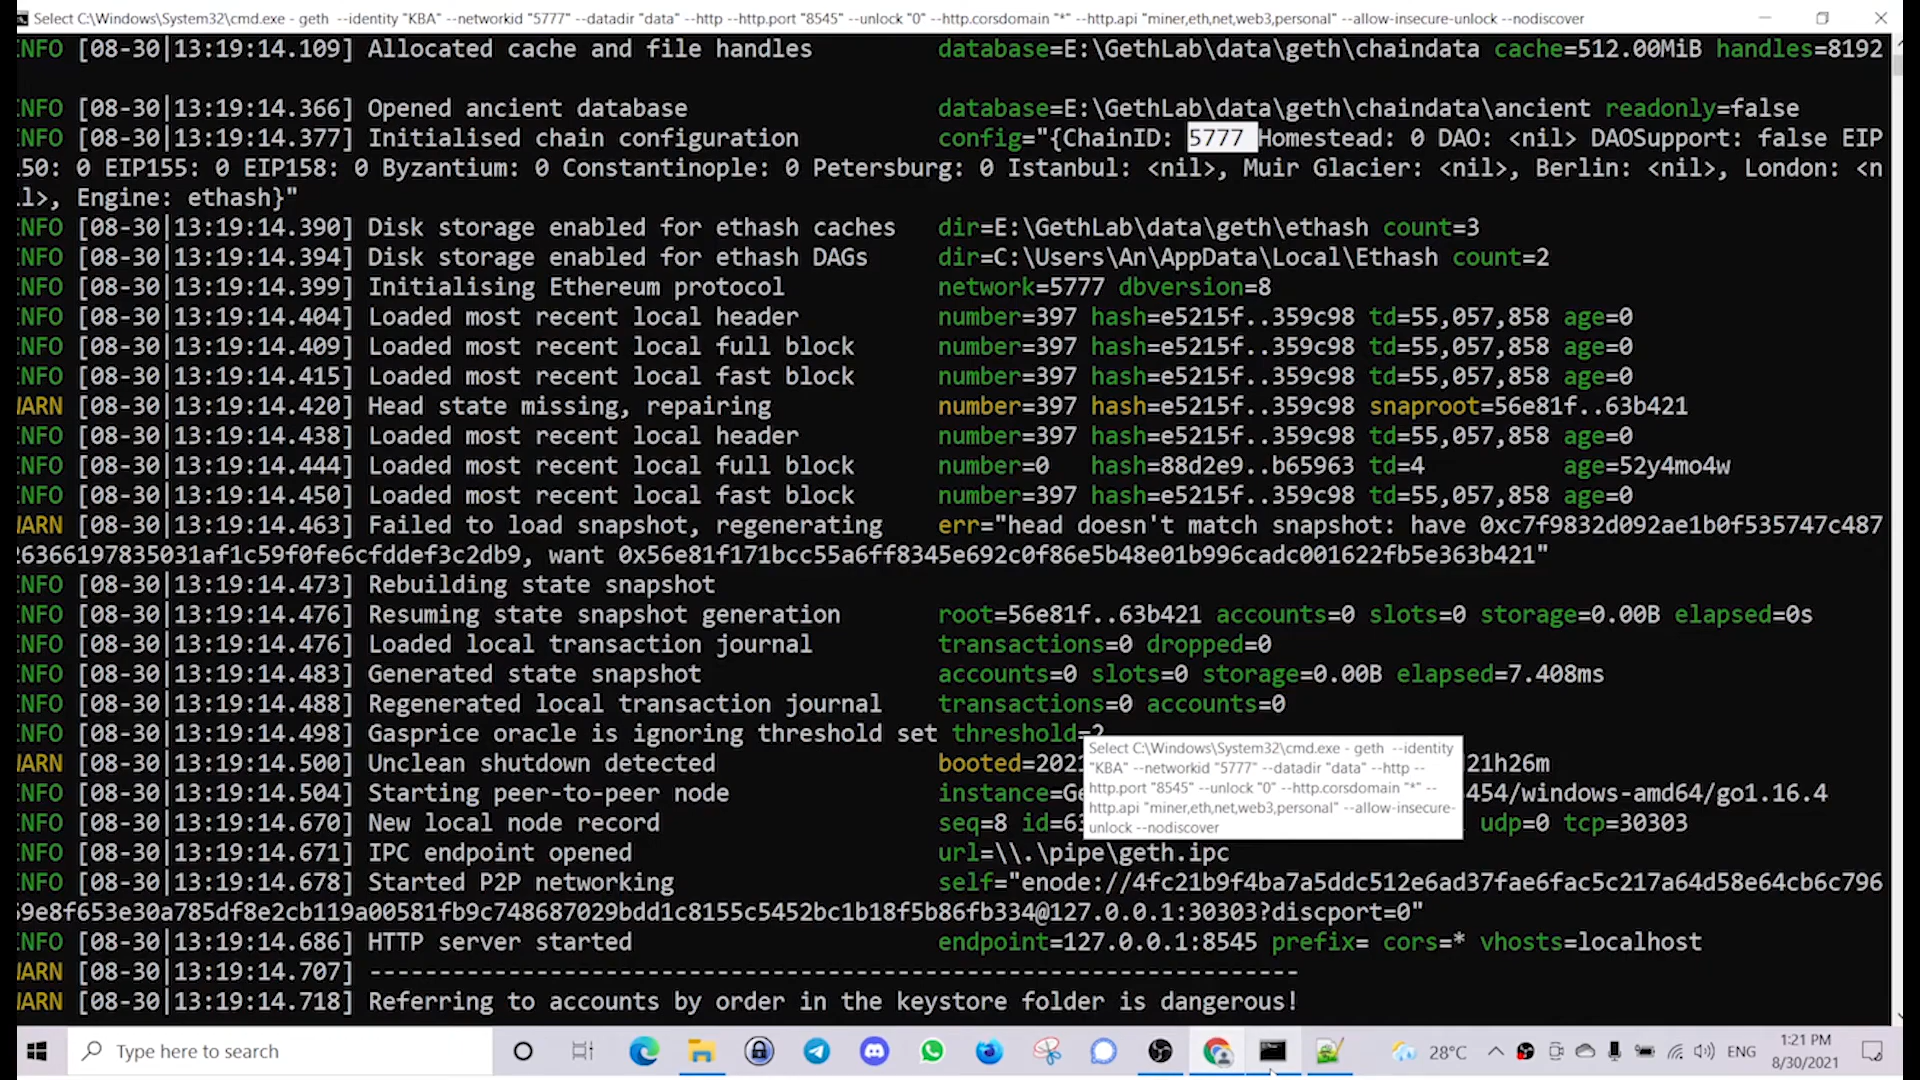 Select C:\Windows\System32\cmd.exe - geth --identity "KBA" --networkid "5777" --datadir "data" --http --http.port "8545" --unlock "0" --http.corsdomain "*" --http.api "miner,eth,net,web3,personal" --allow-insecure-unlock --nodiscover
INFO [08-30|13:19:14.109] Allocated cache and file handles database=E:\GethLab\data\geth\chaindata cache=512.00MiB handles=8192
INFO [08-30|13:19:14.366] Opened ancient database database=E:\GethLab\data\geth\chaindata\ancient readonly=false
INFO [08-30|13:19:14.377] Initialised chain configuration config="{ChainID: 5777 Homestead: 0 DAO: <nil> DAOSupport: false EIP
150: 0 EIP155: 0 EIP158: 0 Byzantium: 0 Constantinople: 0 Petersburg: 0 Istanbul: <nil>, Muir Glacier: <nil>, Berlin: <nil>, London: <n
il>, Engine: ethash}"
INFO [08-30|13:19:14.390] Disk storage enabled for ethash caches dir=E:\GethLab\data\geth\ethash count=3
INFO [08-30|13:19:14.394] Disk storage enabled for ethash DAGs dir=C:\Users\An\AppData\Local\Ethash count=2
INFO [08-30|13:19:14.399] Initialising Ethereum protocol network=5777 dbversion=8
INFO [08-30|13:19:14.404] Loaded most recent local header number=397 hash=e5215f..359c98 td=55,057,858 age=0
INFO [08-30|13:19:14.409] Loaded most recent local full block number=397 hash=e5215f..359c98 td=55,057,858 age=0
INFO [08-30|13:19:14.415] Loaded most recent local fast block number=397 hash=e5215f..359c98 td=55,057,858 age=0
WARN [08-30|13:19:14.420] Head state missing, repairing number=397 hash=e5215f..359c98 snaproot=56e81f..63b421
INFO [08-30|13:19:14.438] Loaded most recent local header number=397 hash=e5215f..359c98 td=55,057,858 age=0
INFO [08-30|13:19:14.444] Loaded most recent local full block number=0 hash=88d2e9..b65963 td=4 age=52y4mo4w
INFO [08-30|13:19:14.450] Loaded most recent local fast block number=397 hash=e5215f..359c98 td=55,057,858 age=0
WARN [08-30|13:19:14.463] Failed to load snapshot, regenerating err="head doesn't match snapshot: have 0xc7f9832d092ae1b0f535747c487
26366197835031af1c59f0fe6cfddef3c2db9, want 0x56e81f171bcc55a6ff8345e692c0f86e5b48e01b996cadc001622fb5e363b421"
INFO [08-30|13:19:14.473] Rebuilding state snapshot
INFO [08-30|13:19:14.476] Resuming state snapshot generation root=56e81f..63b421 accounts=0 slots=0 storage=0.00B elapsed=0s
INFO [08-30|13:19:14.476] Loaded local transaction journal transactions=0 dropped=0
INFO [08-30|13:19:14.483] Generated state snapshot accounts=0 slots=0 storage=0.00B elapsed=7.408ms
INFO [08-30|13:19:14.488] Regenerated local transaction journal transactions=0 accounts=0
INFO [08-30|13:19:14.498] Gasprice oracle is ignoring threshold set threshold=2
WARN [08-30|13:19:14.500] Unclean shutdown detected booted=2021 21h26m
INFO [08-30|13:19:14.504] Starting peer-to-peer node instance=Ge 454/windows-amd64/go1.16.4
INFO [08-30|13:19:14.670] New local node record seq=8 id=63 udp=0 tcp=30303
Select C:\Windows\System32\cmd.exe - geth --identity
"KBA" --networkid "5777" --datadir "data" --http --
http.port "8545" --unlock "0" --http.corsdomain "*" --
http.api "miner,eth,net,web3,personal" --allow-insecure-
unlock --nodiscover
INFO [08-30|13:19:14.671] IPC endpoint opened url=\\.\pipe\geth.ipc
INFO [08-30|13:19:14.678] Started P2P networking self="enode://4fc21b9f4ba7a5ddc512e6ad37fae6fac5c217a64d58e64cb6c796
59e8f653e30a785df8e2cb119a00581fb9c748687029bdd1c8155c5452bc1b18f5b86fb334@127.0.0.1:30303?discport=0"
INFO [08-30|13:19:14.686] HTTP server started endpoint=127.0.0.1:8545 prefix= cors=* vhosts=localhost
WARN [08-30|13:19:14.707] -------------------------------------------------------------------
WARN [08-30|13:19:14.718] Referring to accounts by order in the keystore folder is dangerous!
Type here to search
28°C
ENG
1:21 PM
8/30/2021